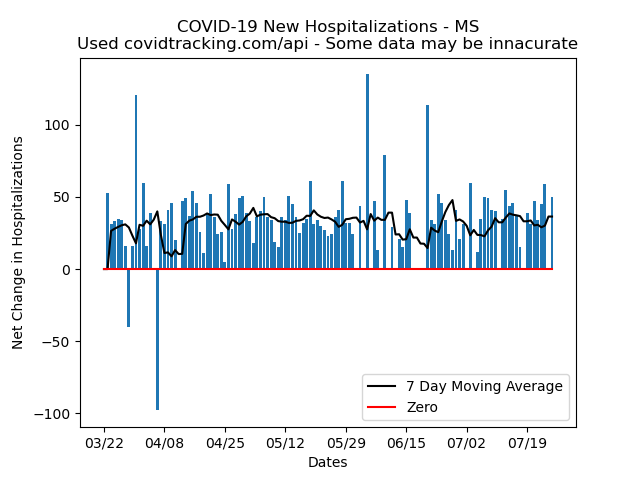 COVID-19 New Hospitalizations - MS
Used covidtracking.com/api - Some data may be innacurate
Net Change in Hospitalizations
100
50
0
−50
−100
7 Day Moving Average
Zero
03/22 04/08 04/25 05/12 05/29 06/15 07/02 07/19
Dates